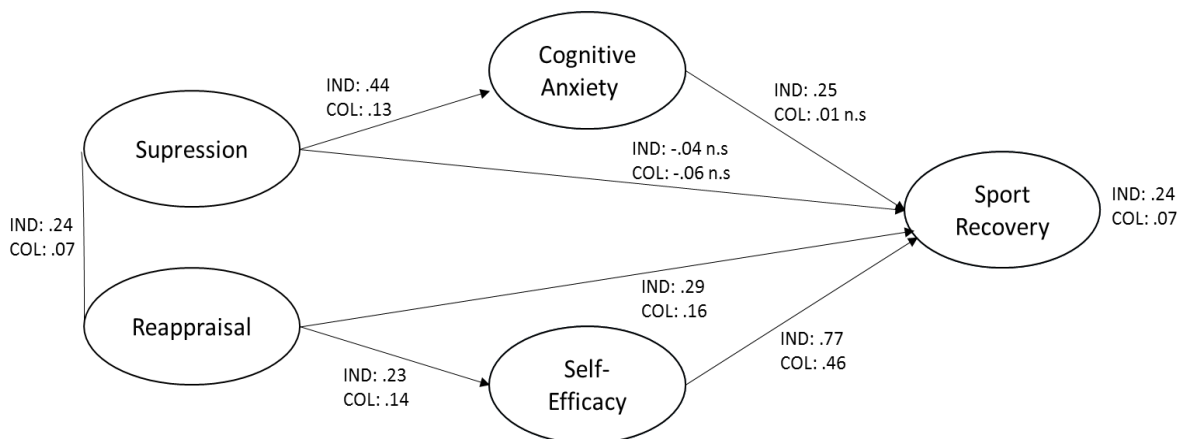 Cognitive
Anxiety
IND: .44
COL: .13
IND: .25
COL: .01 n.s
Supression
IND: -.04 n.s
COL: -.06 n.s
Sport
Recovery
IND: .24
COL: .07
IND: .24
COL: .07
Reappraisal
IND: .29
COL: .16
IND: .77
COL: .46
IND: .23
COL: .14
Self-
Efficacy